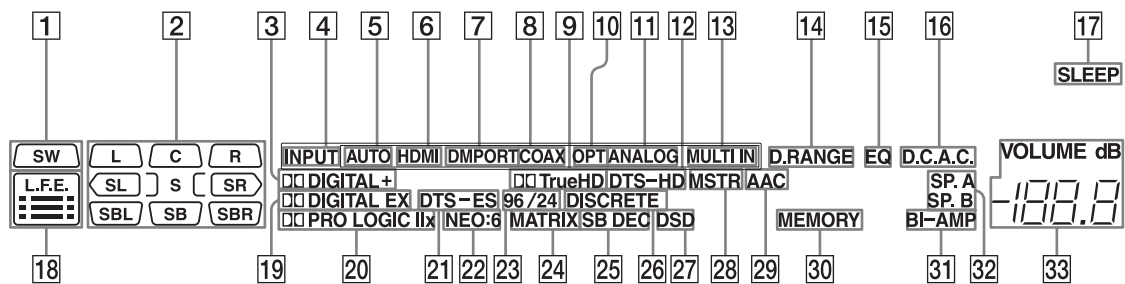 1 2 3 4 5 6 7 8 9 10 11 12 13 14 15 16 17
SLEEP
SW L C R INPUT AUTO HDMI DMPORT COAX OPT ANALOG MULTI IN D.RANGE EQ D.C.A.C. VOLUME dB
L.F.E. SL S SR DIGITAL+ TrueHD DTS-HD MSTR AAC SP. A
SBL SB SBR DIGITAL EX DTS-ES 96/24 DISCRETE SP. B -188.8
PRO LOGIC IIx NEO:6 MATRIX SB DEC DSD MEMORY BI-AMP
18 19 20 21 22 23 24 25 26 27 28 29 30 31 32 33